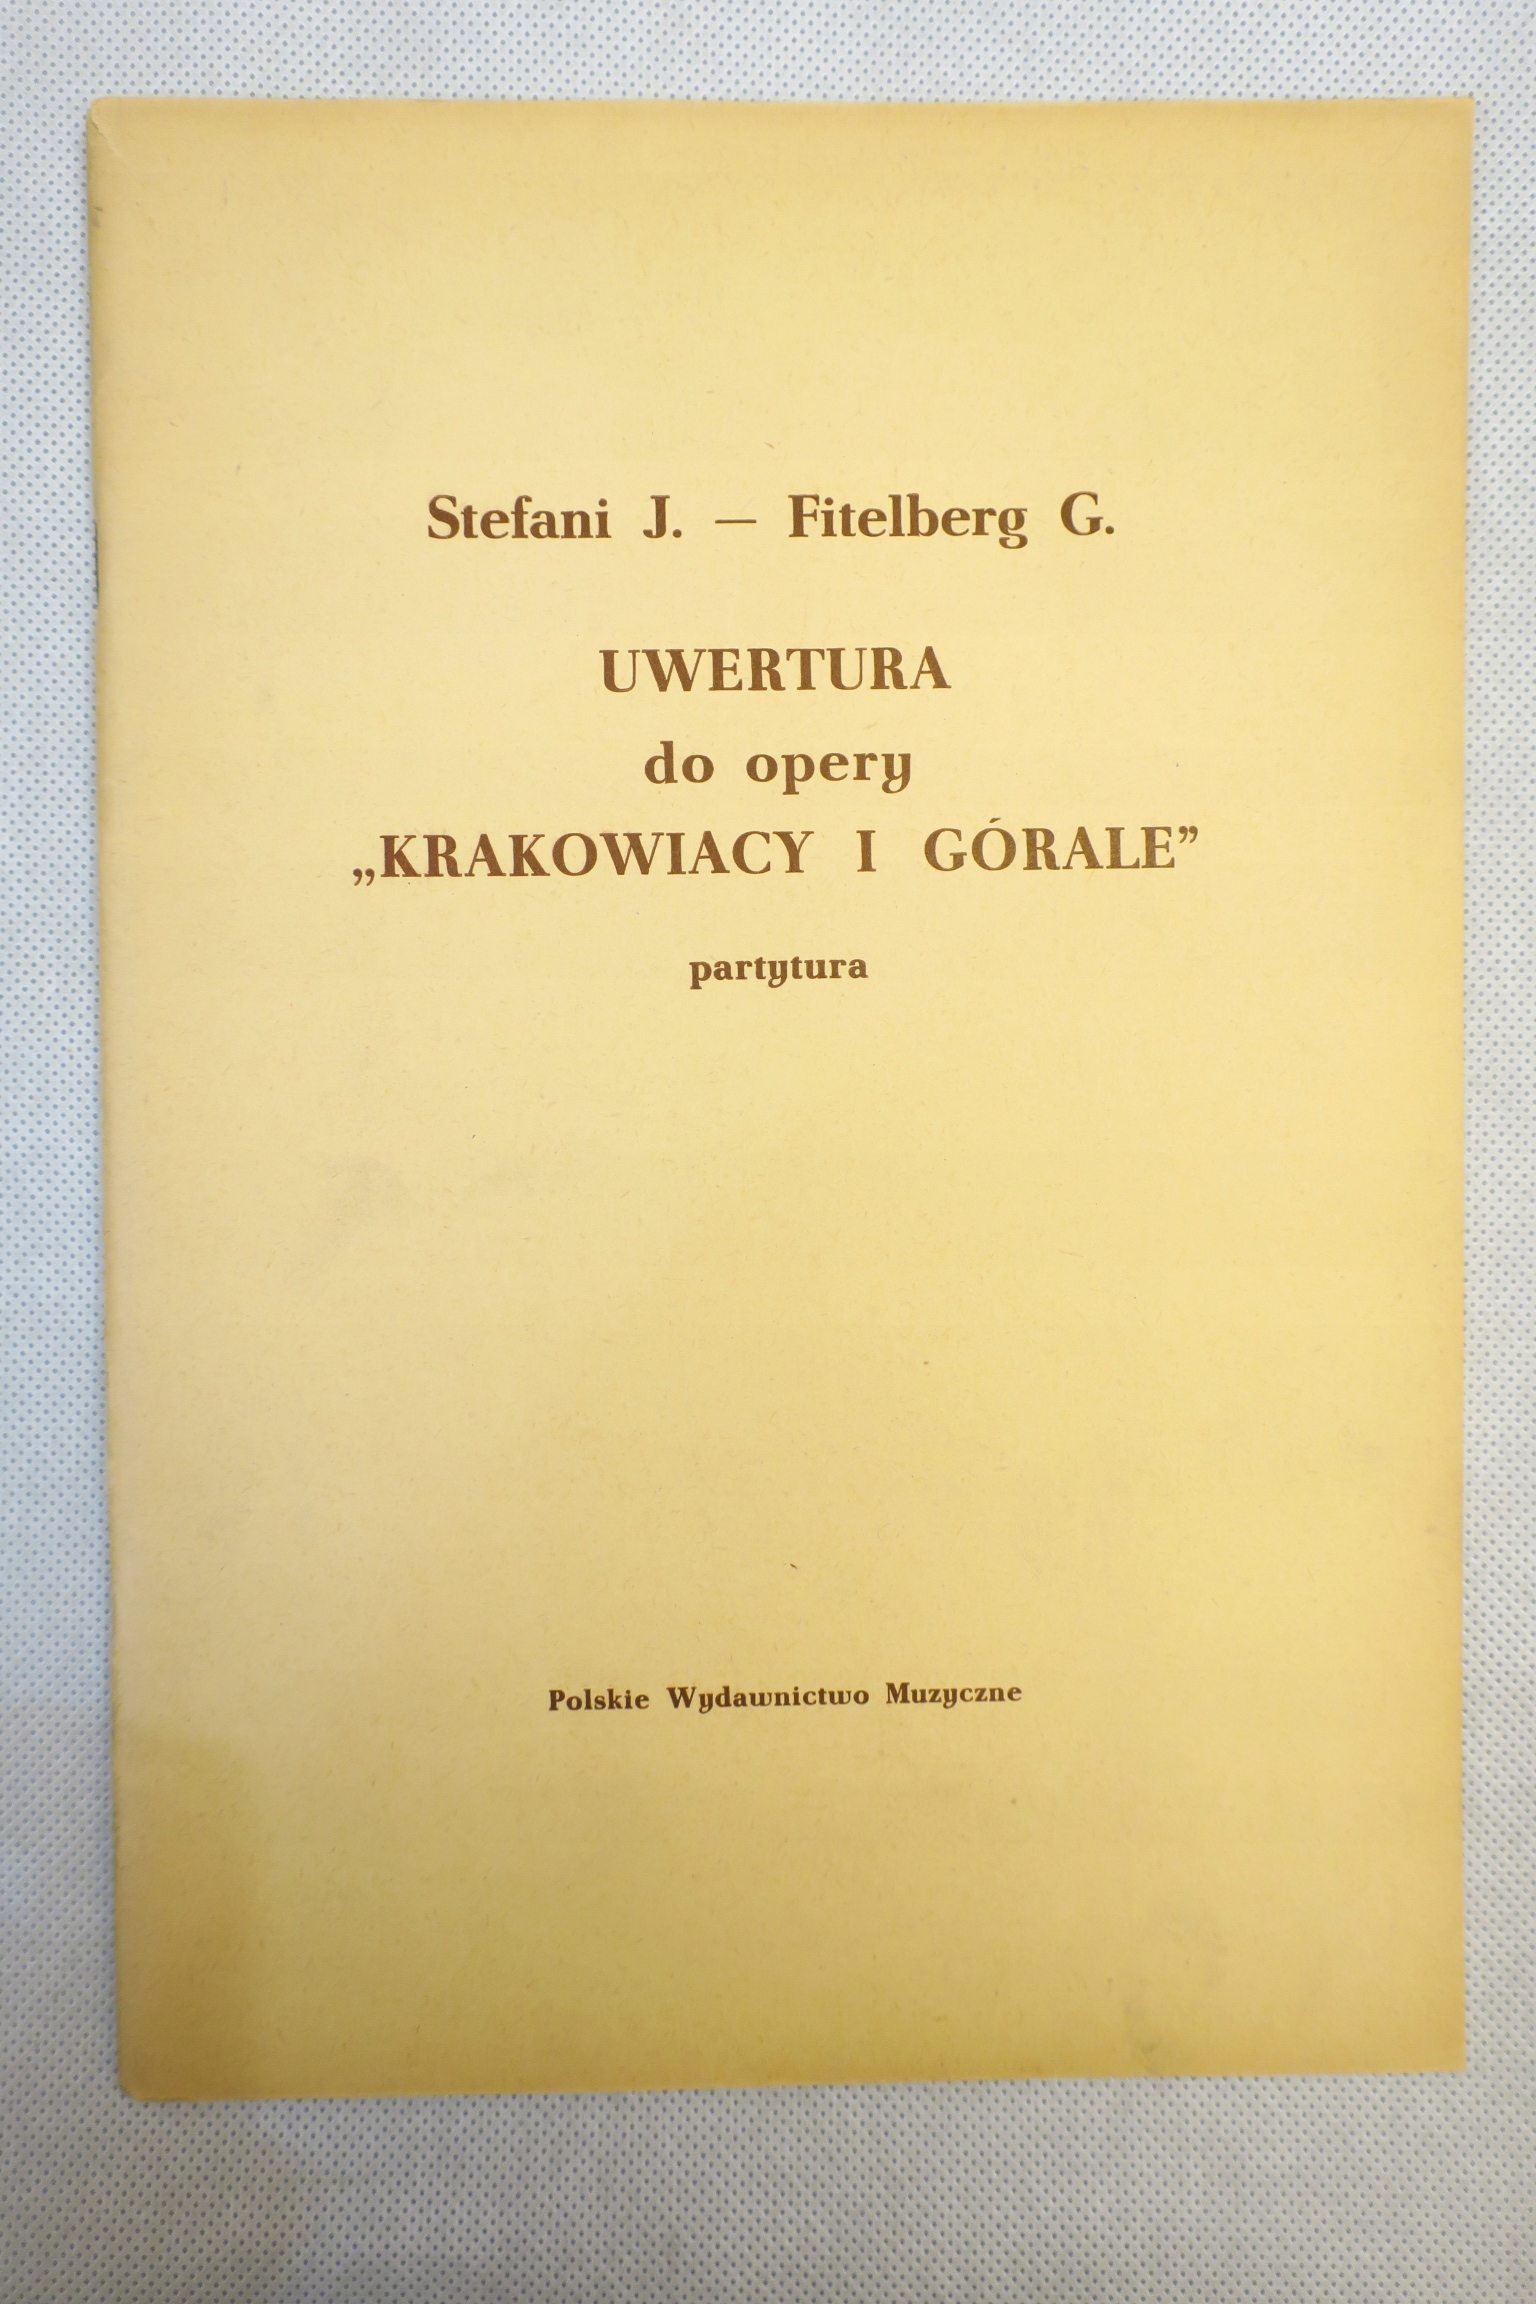 Stefani J. — Fitelberg G.
UWERTURA
do opery
„KRAKOWIACY I GÓRALE”
partytura
Polskie Wydawnictwo Muzyczne